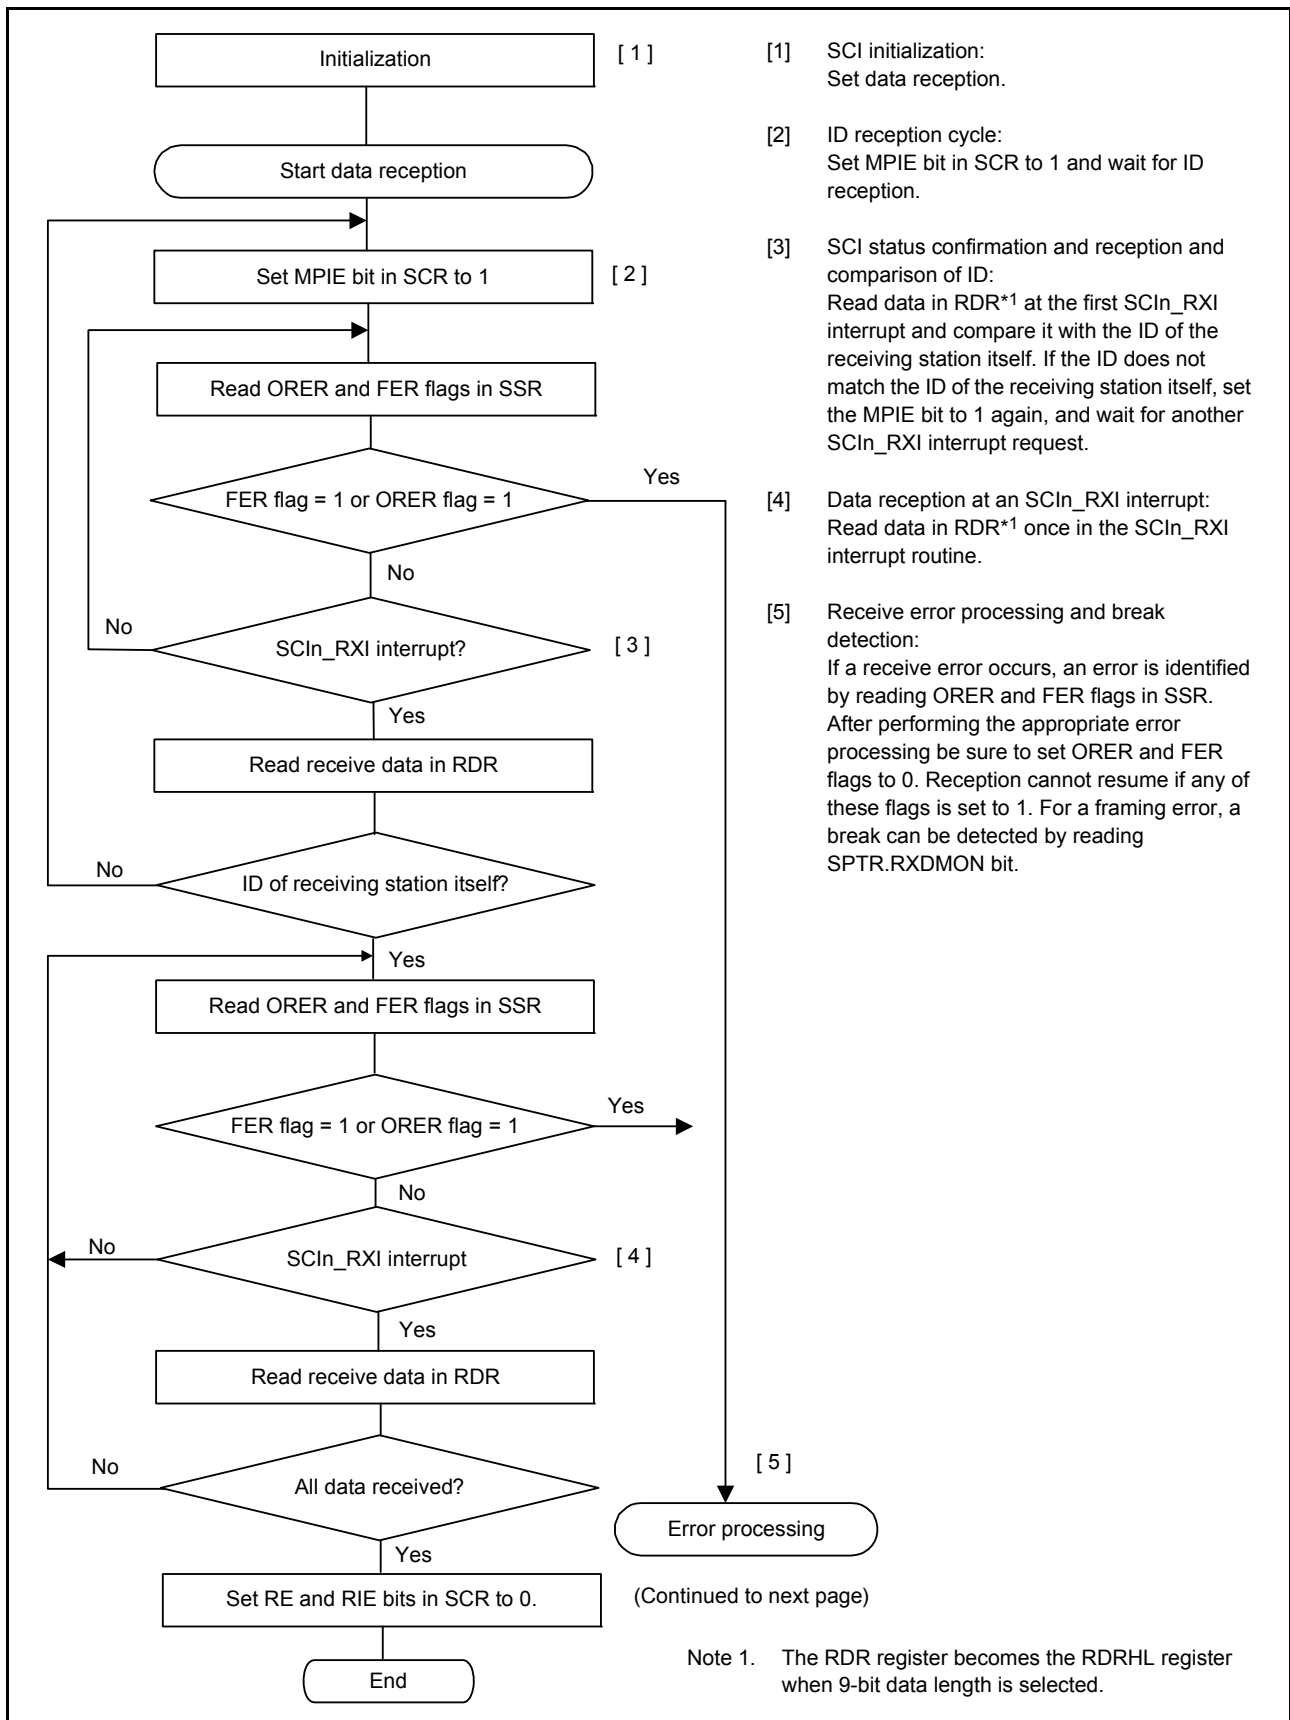 Initialization
[ 1 ]
Start data reception
Set MPIE bit in SCR to 1
[ 2 ]
Read ORER and FER flags in SSR
FER flag = 1 or ORER flag = 1
Yes
No
No
SCIn_RXI interrupt?
[ 3 ]
Yes
Read receive data in RDR
No
ID of receiving station itself?
Yes
Read ORER and FER flags in SSR
FER flag = 1 or ORER flag = 1
Yes
No
No
SCIn_RXI interrupt
[ 4 ]
Yes
Read receive data in RDR
No
All data received?
[ 5 ]
Error processing
Yes
Set RE and RIE bits in SCR to 0.
(Continued to next page)
End
[1] SCI initialization:
Set data reception.
[2] ID reception cycle:
Set MPIE bit in SCR to 1 and wait for ID
reception.
[3] SCI status confirmation and reception and
comparison of ID:
Read data in RDR*1 at the first SCIn_RXI
interrupt and compare it with the ID of the
receiving station itself. If the ID does not
match the ID of the receiving station itself, set
the MPIE bit to 1 again, and wait for another
SCIn_RXI interrupt request.
[4] Data reception at an SCIn_RXI interrupt:
Read data in RDR*1 once in the SCIn_RXI
interrupt routine.
[5] Receive error processing and break
detection:
If a receive error occurs, an error is identified
by reading ORER and FER flags in SSR.
After performing the appropriate error
processing be sure to set ORER and FER
flags to 0. Reception cannot resume if any of
these flags is set to 1. For a framing error, a
break can be detected by reading
SPTR.RXDMON bit.
Note 1. The RDR register becomes the RDRHL register
when 9-bit data length is selected.